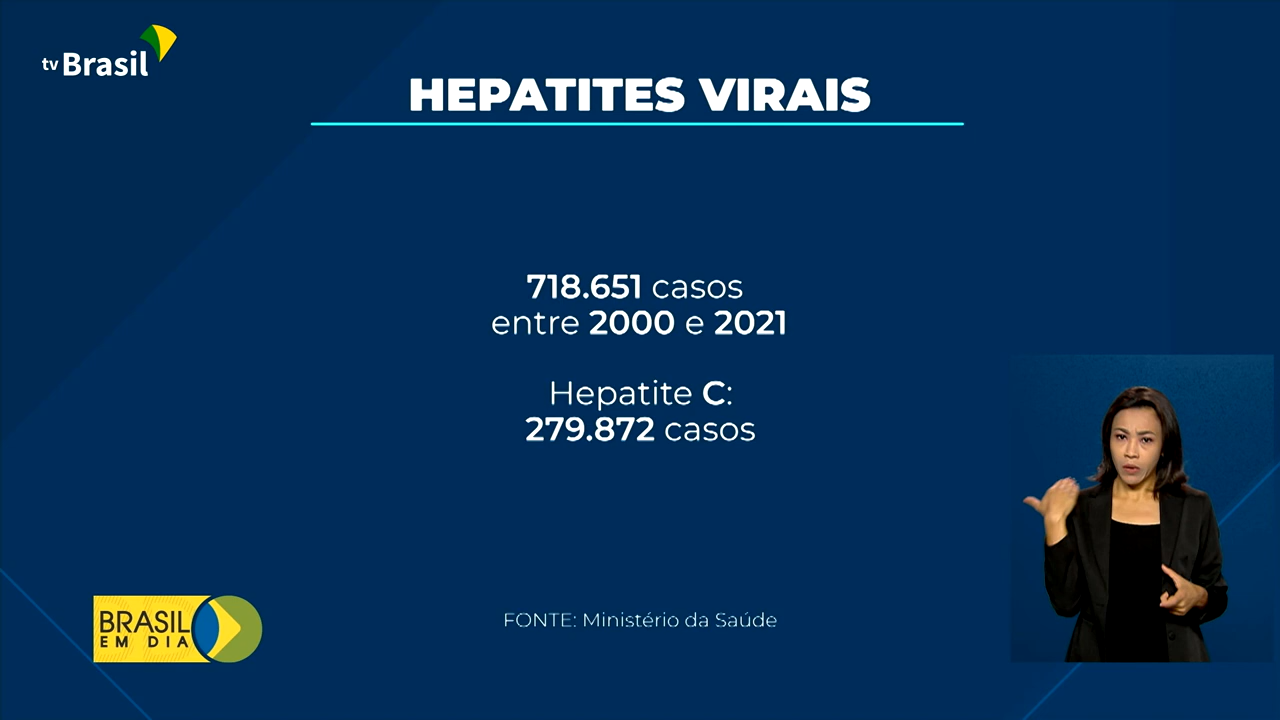 tv Brasil
HEPATITES VIRAIS
718.651 casos
entre 2000 e 2021
Hepatite C:
279.872 casos
FONTE: Ministério da Saúde
BRASIL
EM DIA